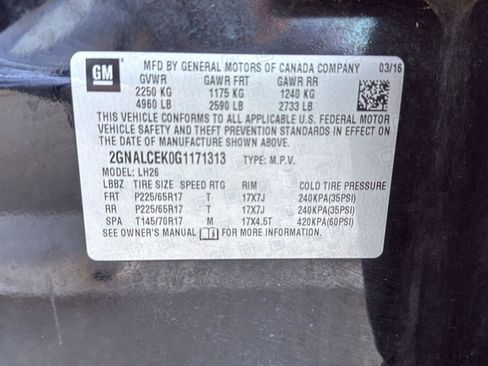 GM
MFD BY GENERAL MOTORS OF CANADA COMPANY 03/16
GVWR GAWR FRT GAWR RR
2250 KG 1175 KG 1240 KG
4960 LB 2590 LB 2733 LB
THIS VEHICLE CONFORMS TO ALL APPLICABLE U.S. FEDERAL MOTOR
VEHICLE SAFETY AND THEFT PREVENTION STANDARDS IN EFFECT ON
THE DATE OF MANUFACTURE SHOWN ABOVE.
2GNALCEK0G1171313 TYPE: M.P.V.
MODEL: LH26
LBBZ TIRE SIZE SPEED RTG RIM COLD TIRE PRESSURE
FRT P225/65R17 T 17X7J 240KPA(35PSI)
RR P225/65R17 T 17X7J 240KPA(35PSI)
SPA T145/70R17 M 17X4.5T 420KPA(60PSI)
SEE OWNER'S MANUAL FOR MORE INFORMATION